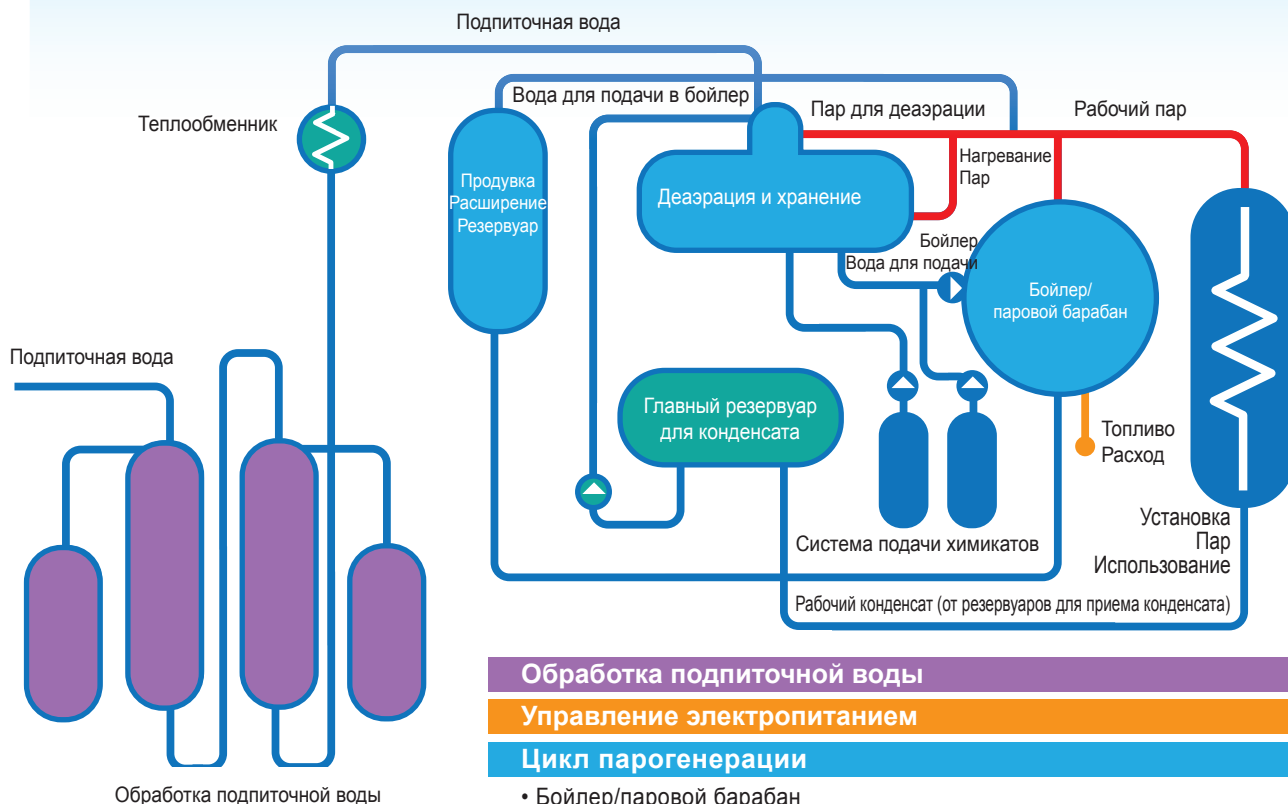 Подпиточная вода
Вода для подачи в бойлер
Пар для деаэрации
Рабочий пар
Теплообменник
Нагревание
Пар
Продувка
Расширение
Резервуар
Деаэрация и хранение
Бойлер
Вода для подачи
Бойлер/
паровой барабан
Подпиточная вода
Главный резервуар
для конденсата
Топливо
Расход
Установка
Пар
Использование
Система подачи химикатов
Рабочий конденсат (от резервуаров для приема конденсата)
Обработка подпиточной воды
Управление электропитанием
Цикл парогенерации
• Бойлер/паровой барабан
Обработка подпиточной воды